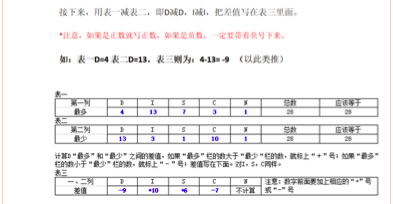 接下来,用表一减表二,即D减D,I减I,把差值写在表三里面。
*注意,如果是正数就写正数,如果是负数,一定要带着负号下来。
如:表一D=4 表二D=13,表三则为:4-13= -9 (以此类推)
表一
第一列 D I S C N 总数 应该等于
最多 4 13 7 3 1 28 28
表二
第二列 D I S C N 总数 应该等于
最少 13 3 1 10 1 28 28
计算D“最多”和“最少”之间的差值,如果“最多”栏的数大于“最少”栏的数,就标上“+”号;如果“最多”
栏的数小于“最少”栏的数,就标上“-”号;差值写在下面。对I、S、C同样。
表三
一、二列 D I S C N 注意:数字前面要加上相应的“+”号
差值 -9 +10 +6 -7 不计算 或“-”号